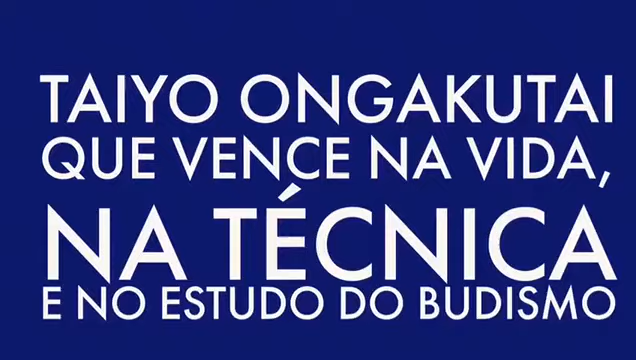 TAIYO ONGAKUTAI
QUE VENCE NA VIDA,
NA TÉCNICA
E NO ESTUDO DO BUDISMO